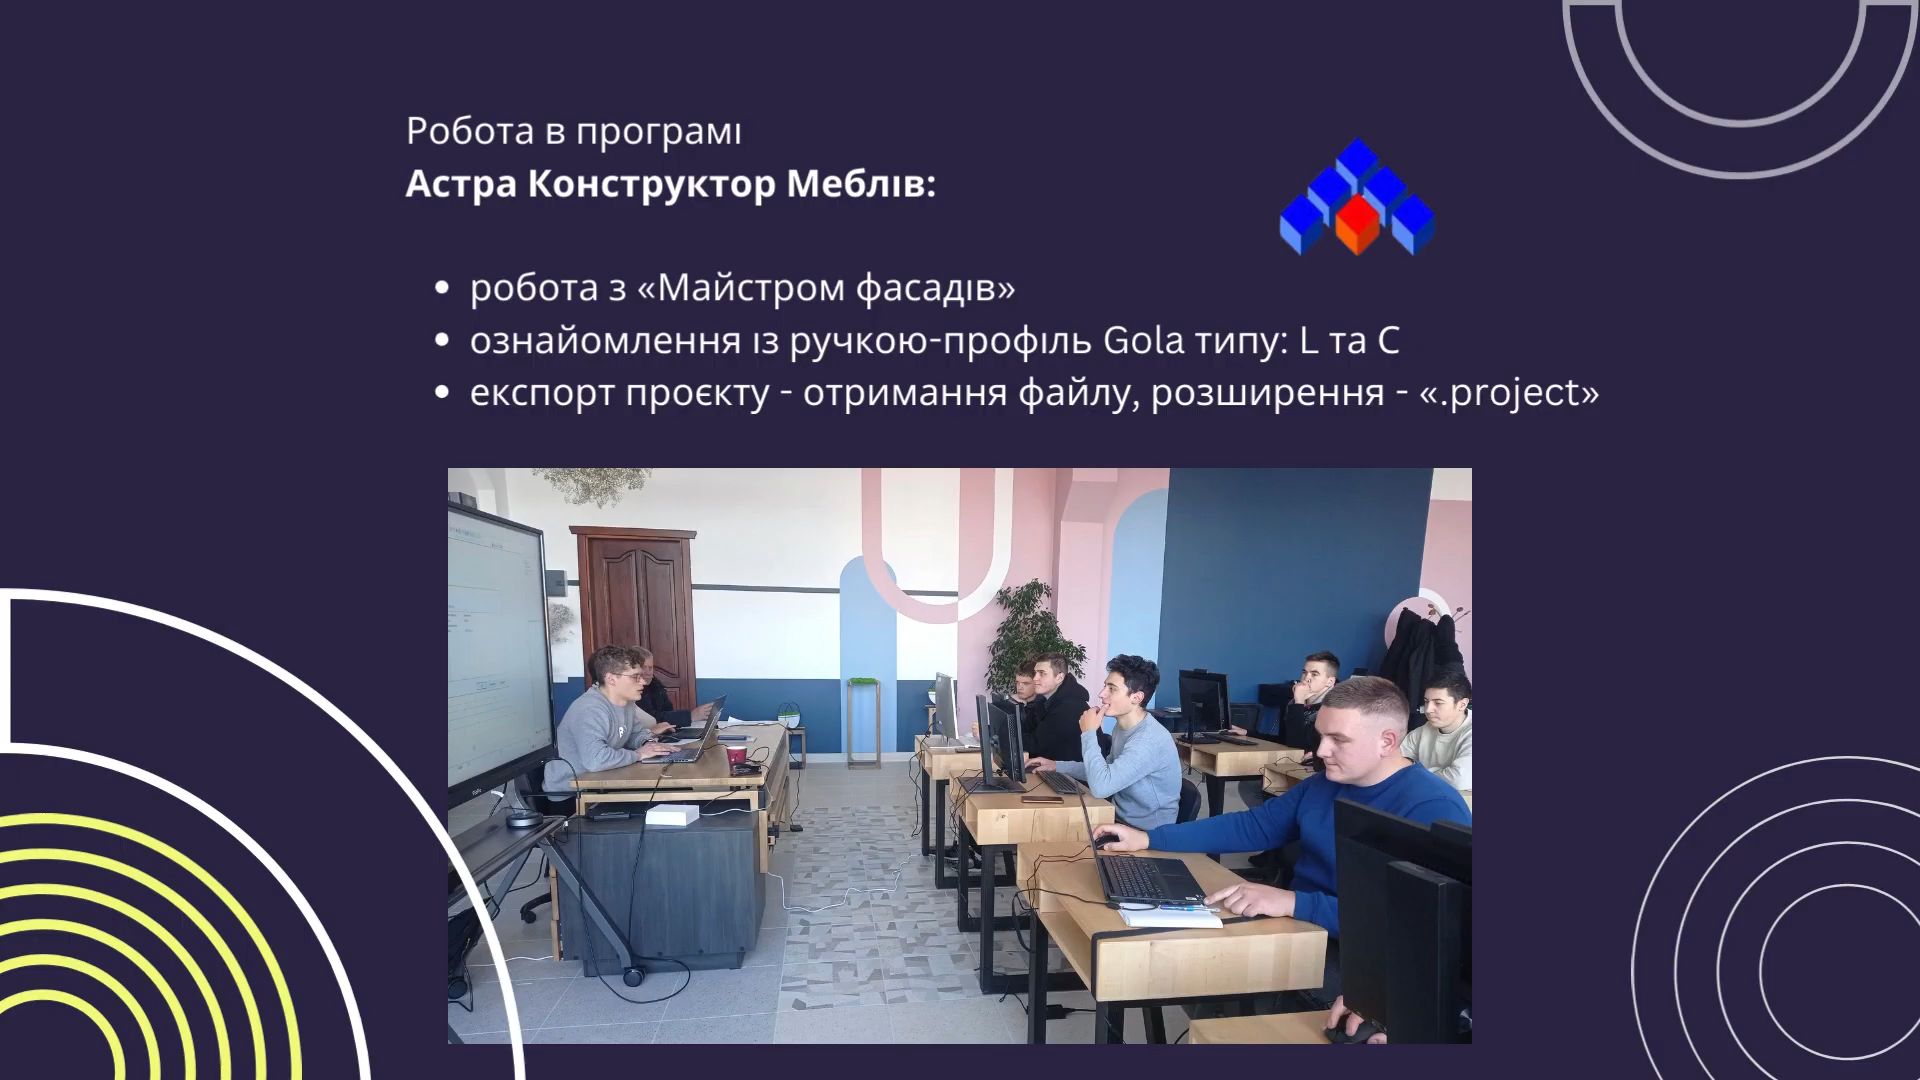 Робота в програмі
Астра Конструктор Меблів:
• робота з «Майстром фасадів»
• ознайомлення із ручкою-профіль Gola типу: L та C
• експорт проєкту - отримання файлу, розширення - «.project»